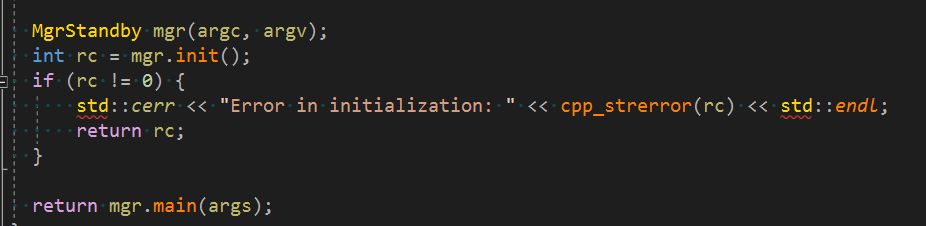 MgrStandby mgr(argc, argv);
int rc = mgr.init();
if (rc != 0) {
std::cerr << "Error in initialization: " << cpp_strerror(rc) << std::endl;
return rc;
}
return mgr.main(args);